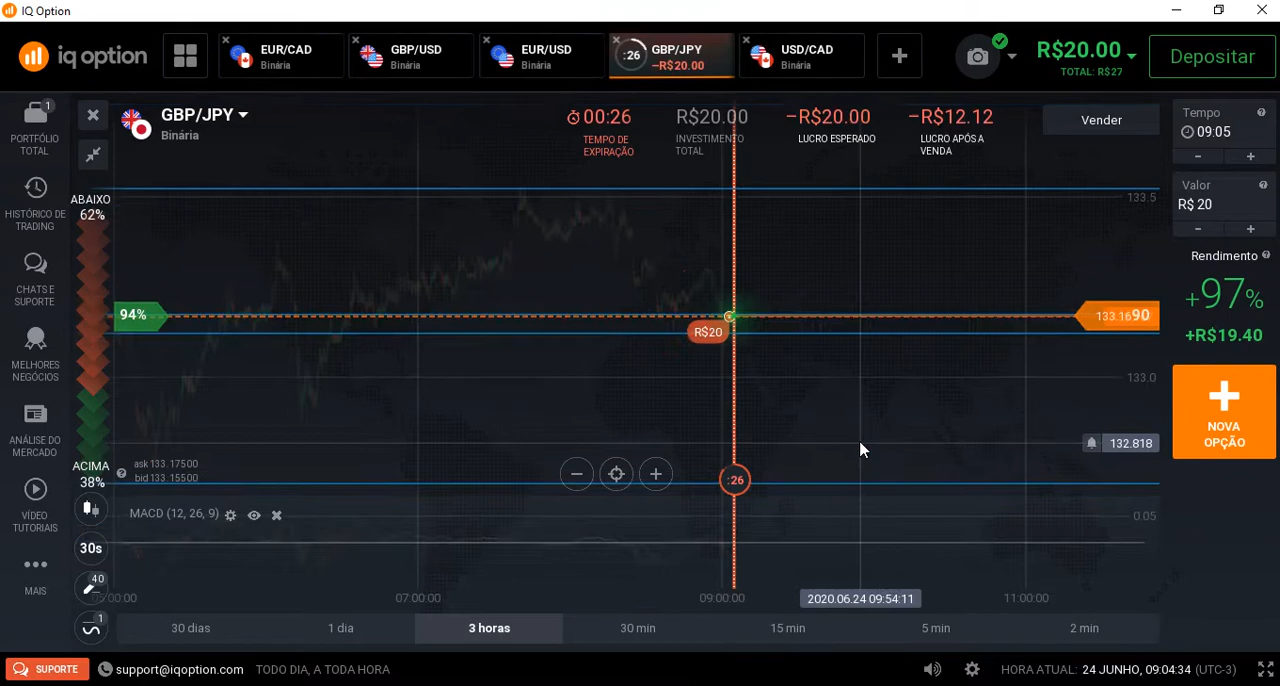 IQ Option
iq option
EUR/CAD
Binária
GBP/USD
Binária
EUR/USD
Binária
:26
GBP/JPY
−R$20.00
USD/CAD
Binária
R$20.00
TOTAL: R$27
Depositar
1
PORTFÓLIO
TOTAL
HISTÓRICO DE
TRADING
CHATS E
SUPORTE
MELHORES
NEGÓCIOS
ANÁLISE DO
MERCADO
VÍDEO
TUTORIAIS
MAIS
GBP/JPY
Binária
00:26
TEMPO DE
EXPIRAÇÃO
R$20.00
INVESTIMENTO
TOTAL
−R$20.00
LUCRO ESPERADO
−R$12.12
LUCRO APÓS A
VENDA
Vender
Tempo
09:05
Valor
R$ 20
Rendimento
+97%
+R$19.40
NOVA
OPÇÃO
ABAIXO
62%
94%
R$20
133.5
133.1690
133.0
132.818
ACIMA
38%
ask 133.17500
bid 133.15500
:26
MACD (12, 26, 9)
0.05
30s
40
1
07:00:00
09:00:00
2020.06.24 09:54:11
11:00:00
30 dias
1 dia
3 horas
30 min
15 min
5 min
2 min
SUPORTE
support@iqoption.com
TODO DIA, A TODA HORA
HORA ATUAL: 24 JUNHO, 09:04:34 (UTC-3)